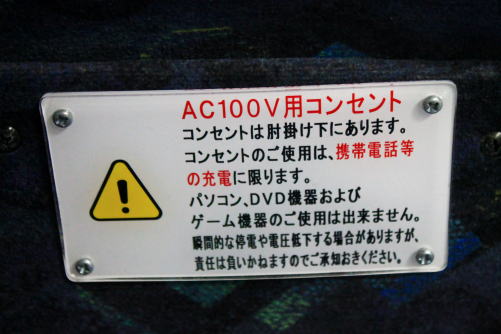 AC100V用コンセント
コンセントは肘掛け下にあります。
コンセントのご使用は、携帯電話等
の充電に限ります。
パソコン、DVD機器および
ゲーム機器のご使用は出来ません。
瞬間的な停電や電圧低下する場合がありますが、
責任は負いかねますのでご承知おきください。